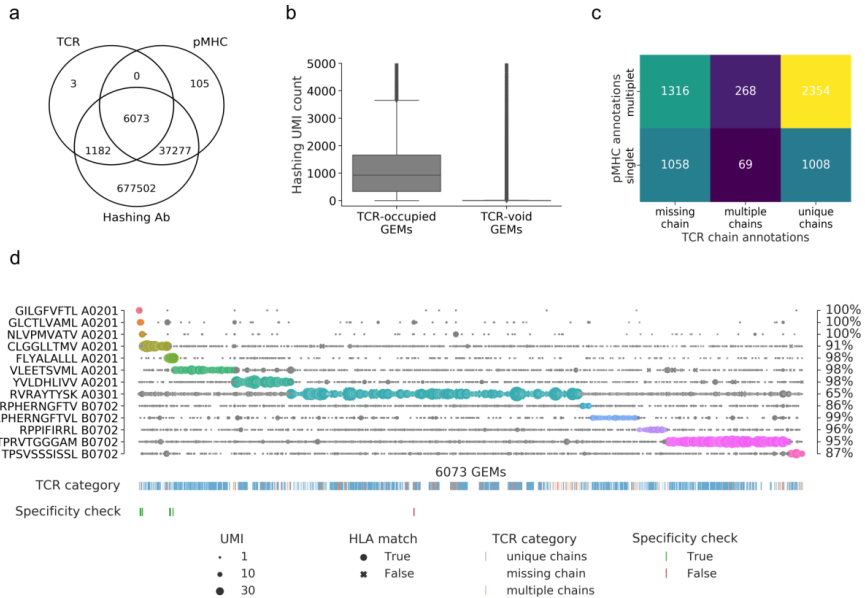 a
TCR
pMHC
3
0
105
6073
1182
37277
677502
Hashing Ab
b
Hashing UMI count
5000
4000
3000
2000
1000
0
TCR-occupied
GEMs
TCR-void
GEMs
c
pMHC annotations
multiplet
singlet
1316
268
2354
1058
69
1008
missing
chain
multiple
chains
unique
chains
TCR chain annotations
d
GILGFVFTL A0201 100%
GLCTLVAML A0201 100%
NLVPMVATV A0201 100%
CLGGLLTMV A0201 91%
FLYALALLL A0201 98%
VLEETSVML A0201 98%
YVLDHLIVV A0201 98%
RVRAYTYSK A0301 65%
RPHERNGFTV B0702 86%
RPHERNGFTVL B0702 99%
RPPIFIRRL B0702 96%
TPRVTGGGAM B0702 95%
TPSVSSSISSL B0702 87%
6073 GEMs
TCR category
Specificity check
UMI
1
10
30
HLA match
True
False
TCR category
unique chains
missing chain
multiple chains
Specificity check
True
False